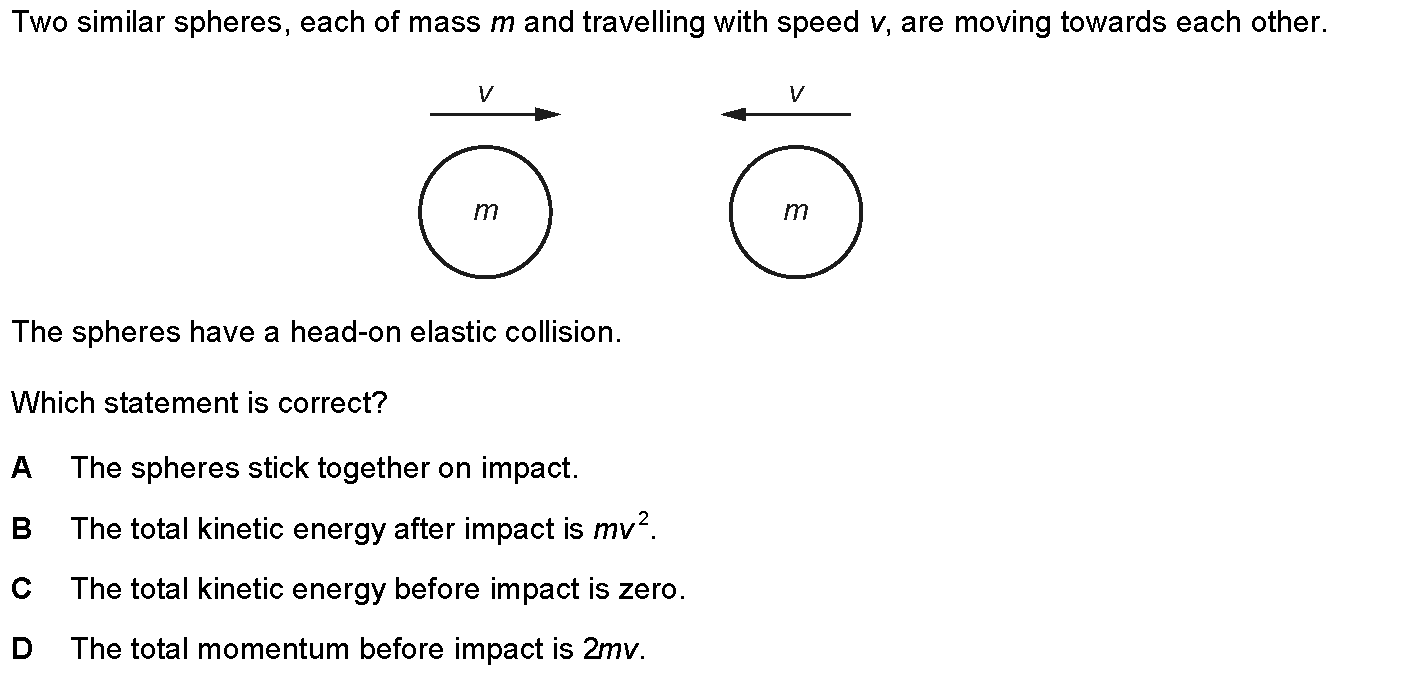 Two similar spheres, each of mass m and travelling with speed v, are moving towards each other.
v v
m m
The spheres have a head-on elastic collision.
Which statement is correct?
A The spheres stick together on impact.
B The total kinetic energy after impact is mv².
C The total kinetic energy before impact is zero.
D The total momentum before impact is 2mv.